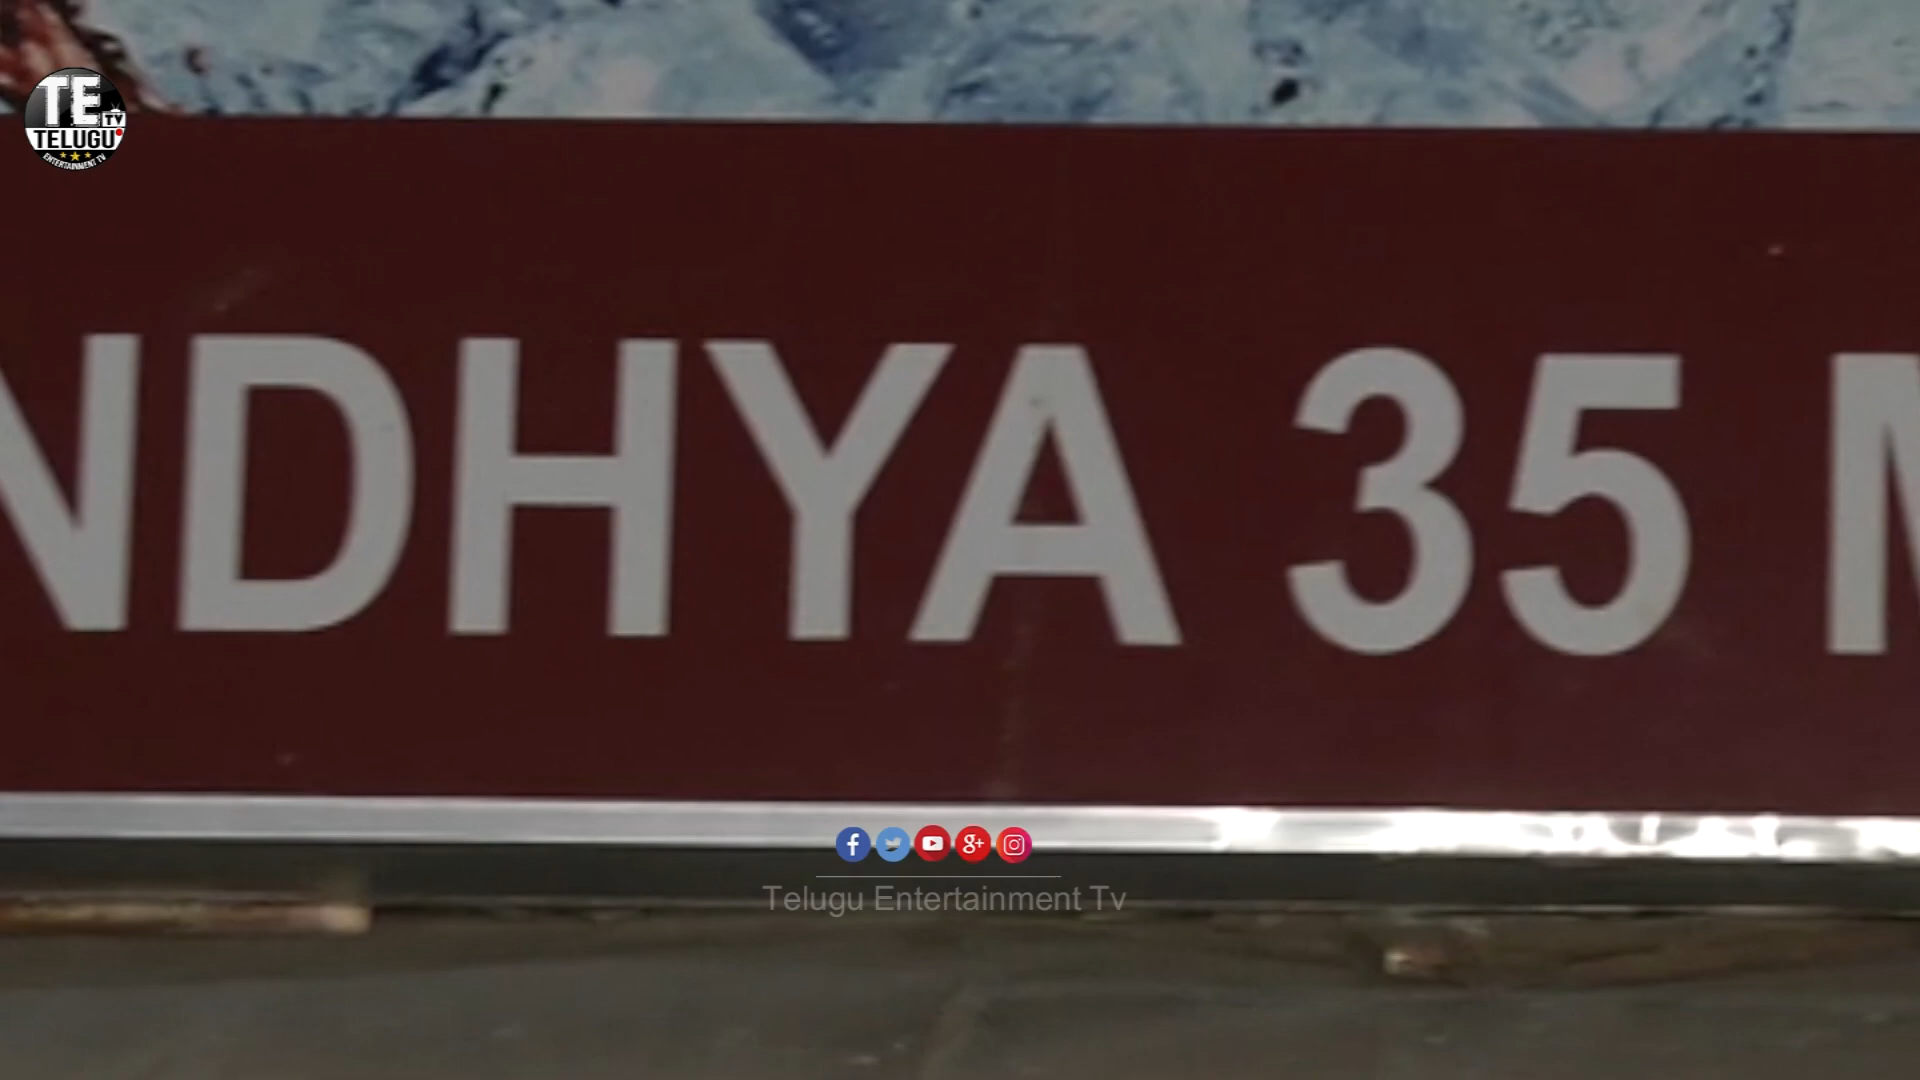 TE
TV
TELUGU
ENTERTAINMENT TV
NDHYA 35 M
Telugu Entertainment Tv